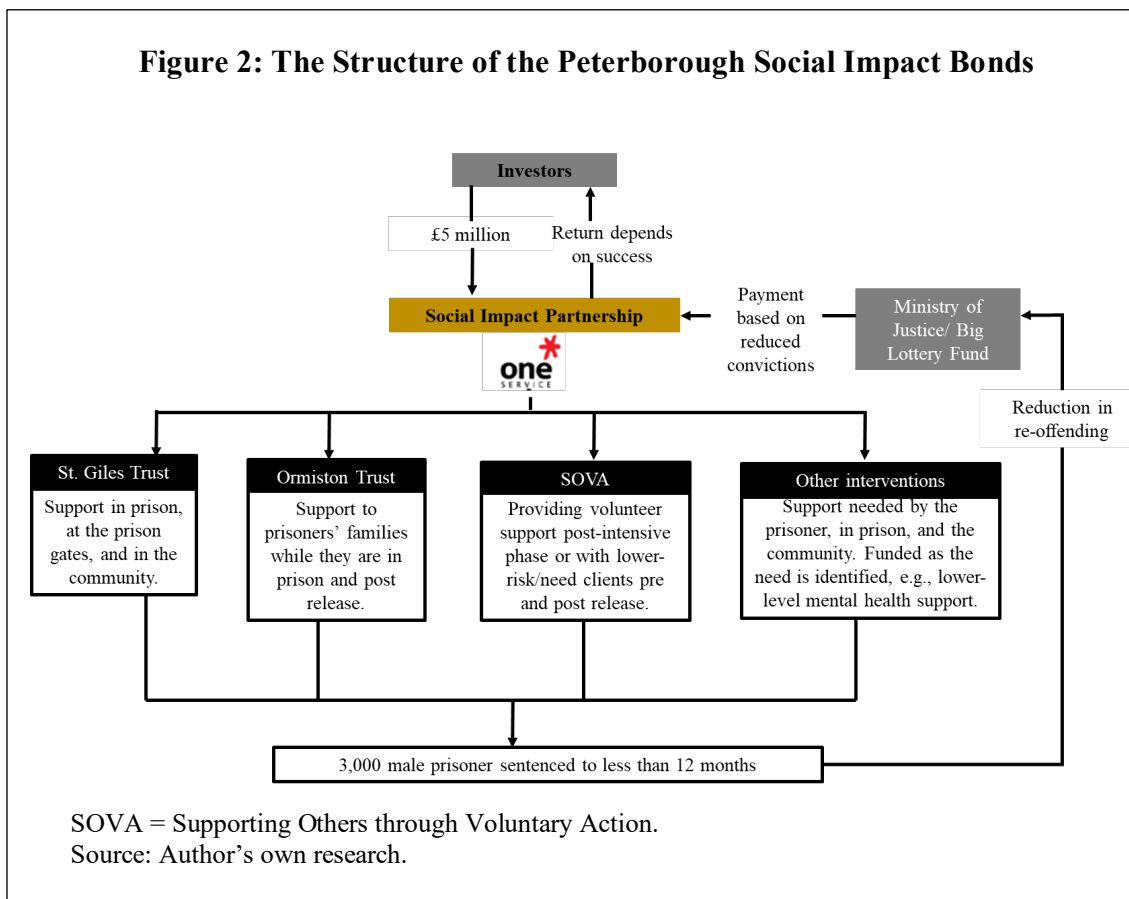 Figure 2: The Structure of the Peterborough Social Impact Bonds
Investors
£5 million
Return depends
on success
Social Impact Partnership
Payment
based on
reduced
convictions
Ministry of
Justice/ Big
Lottery Fund
one
SERVICE
Reduction in
re-offending
St. Giles Trust
Support in prison,
at the prison
gates, and in the
community.
Ormiston Trust
Support to
prisoners’ families
while they are in
prison and post
release.
SOVA
Providing volunteer
support post-intensive
phase or with lower-
risk/need clients pre
and post release.
Other interventions
Support needed by the
prisoner, in prison, and the
community. Funded as the
need is identified, e.g., lower-
level mental health support.
3,000 male prisoner sentenced to less than 12 months
SOVA = Supporting Others through Voluntary Action.
Source: Author’s own research.